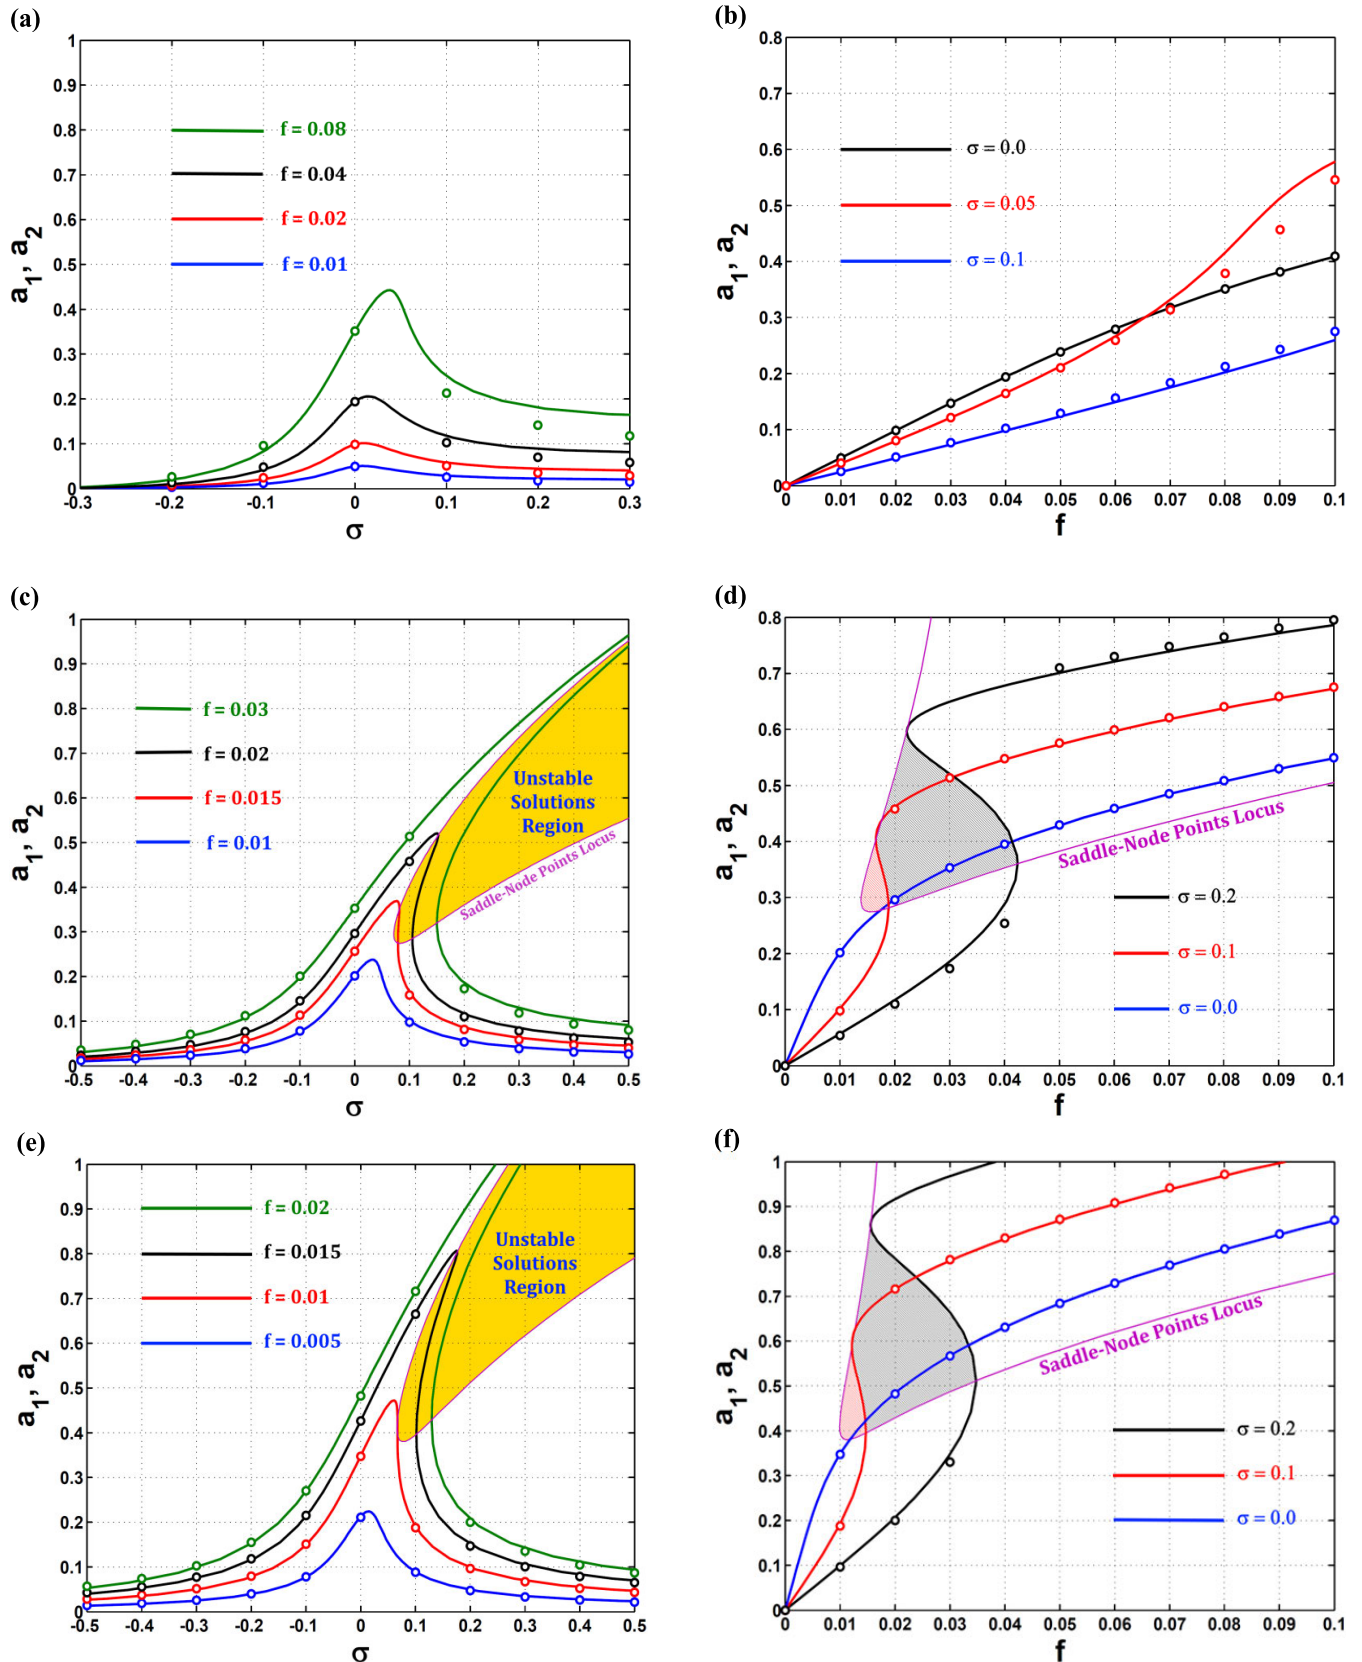 (a)
1
0.9
0.8
0.7
0.6
0.5
0.4
0.3
0.2
0.1
0
a1, a2
f = 0.08
f = 0.04
f = 0.02
f = 0.01
-0.3 -0.2 -0.1 0 0.1 0.2 0.3
σ
(b)
0.8
0.7
0.6
0.5
0.4
0.3
0.2
0.1
0
a1, a2
σ = 0.0
σ = 0.05
σ = 0.1
0 0.01 0.02 0.03 0.04 0.05 0.06 0.07 0.08 0.09 0.1
f
(c)
1
0.9
0.8
0.7
0.6
0.5
0.4
0.3
0.2
0.1
0
a1, a2
f = 0.03
f = 0.02
f = 0.015
f = 0.01
Unstable
Solutions
Region
Saddle-Node Points Locus
-0.5 -0.4 -0.3 -0.2 -0.1 0 0.1 0.2 0.3 0.4 0.5
σ
(d)
0.8
0.7
0.6
0.5
0.4
0.3
0.2
0.1
0
a1, a2
Saddle-Node Points Locus
σ = 0.2
σ = 0.1
σ = 0.0
0 0.01 0.02 0.03 0.04 0.05 0.06 0.07 0.08 0.09 0.1
f
(e)
1
0.9
0.8
0.7
0.6
0.5
0.4
0.3
0.2
0.1
0
a1, a2
f = 0.02
f = 0.015
f = 0.01
f = 0.005
Unstable
Solutions
Region
-0.5 -0.4 -0.3 -0.2 -0.1 0 0.1 0.2 0.3 0.4 0.5
σ
(f)
1
0.9
0.8
0.7
0.6
0.5
0.4
0.3
0.2
0.1
0
a1, a2
Saddle-Node Points Locus
σ = 0.2
σ = 0.1
σ = 0.0
0 0.01 0.02 0.03 0.04 0.05 0.06 0.07 0.08 0.09 0.1
f